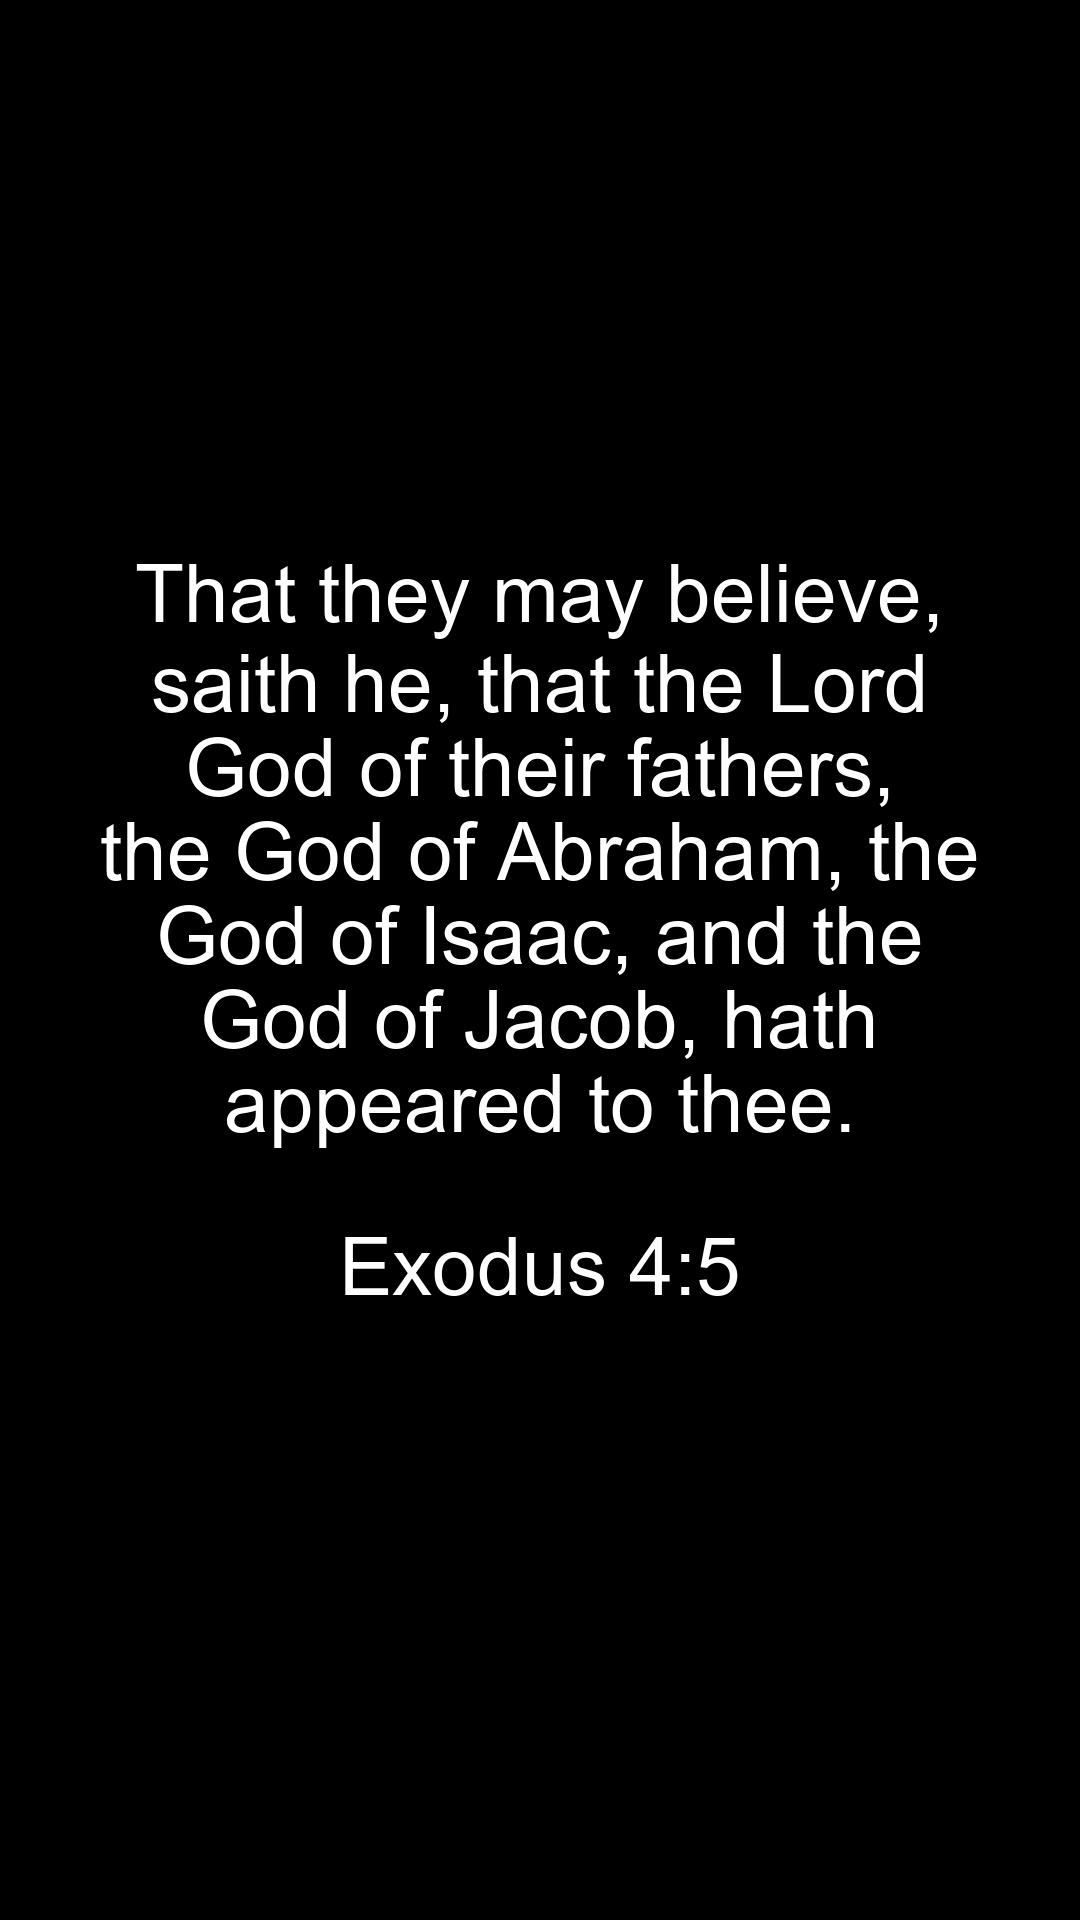 That they may believe,
saith he, that the Lord
God of their fathers,
the God of Abraham, the
God of Isaac, and the
God of Jacob, hath
appeared to thee.
Exodus 4:5